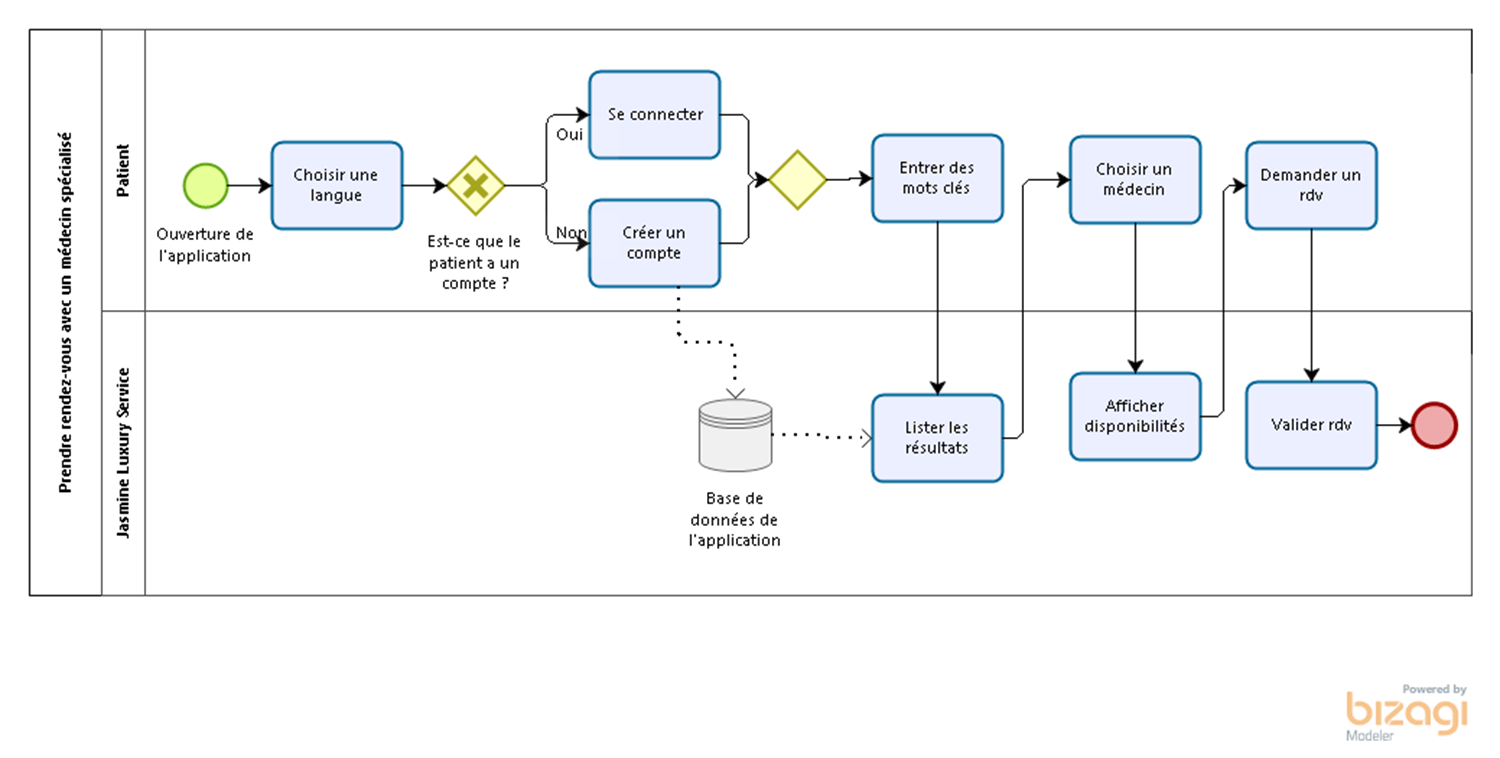 Prendre rendez-vous avec un médecin spécialisé
Patient
Ouverture de
l'application
Choisir une
langue
Est-ce que le
patient a un
compte ?
Oui
Non
Se connecter
Créer un
compte
Entrer des
mots clés
Choisir un
médecin
Demander un
rdv
Jasmine Luxury Service
Base de
données de
l'application
Lister les
résultats
Afficher
disponibilités
Valider rdv
Powered by
bizagi
Modeler